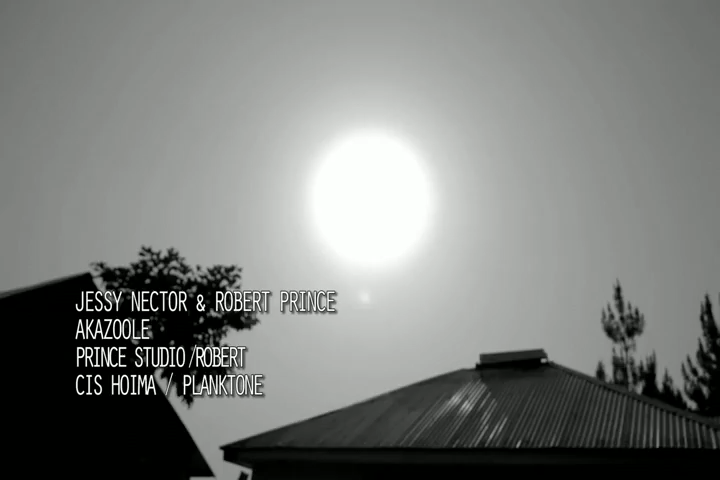 JESSY NECTOR & ROBERT PRINCE
AKAZOOLE
PRINCE STUDIO/ROBERT
CIS HOIMA / PLANKTONE